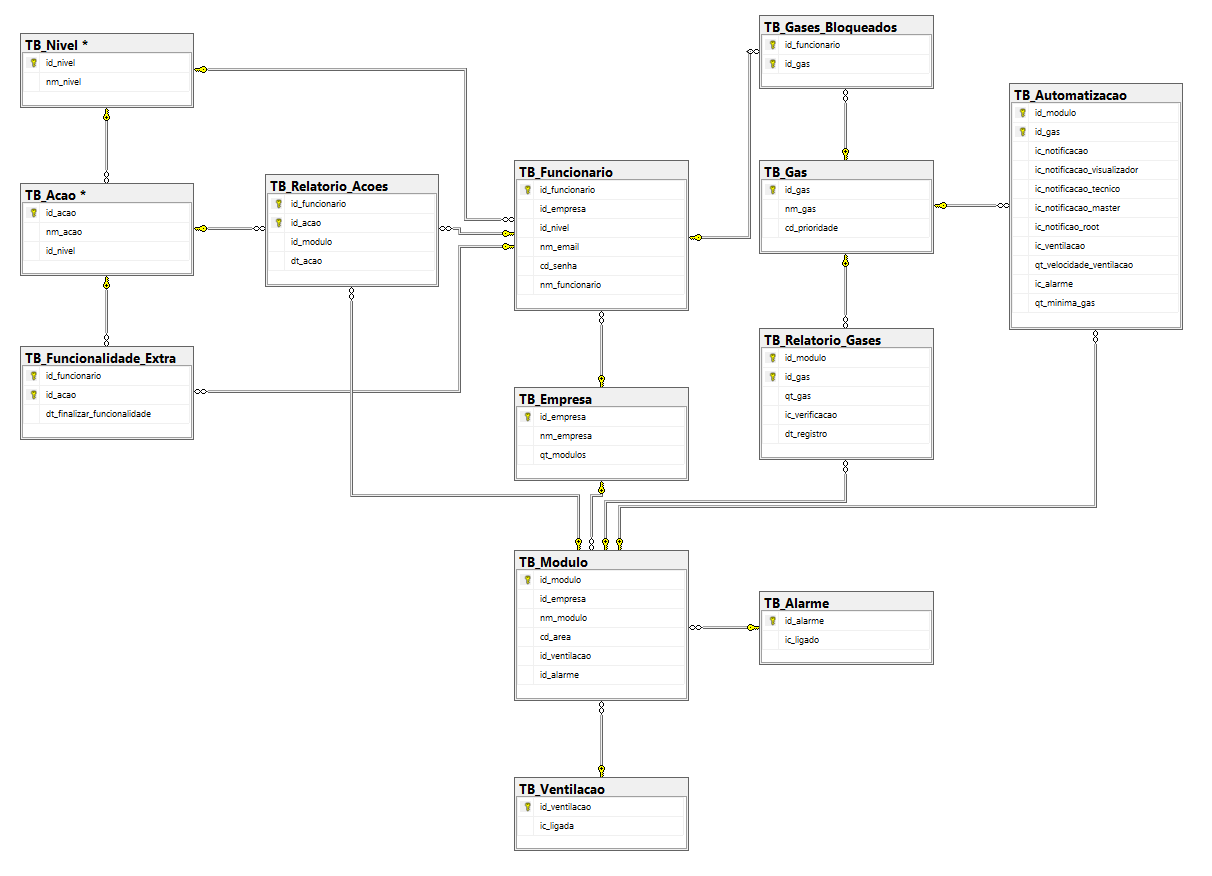 TB_Nivel *
id_nivel
nm_nivel
TB_Acao *
id_acao
nm_acao
id_nivel
TB_Funcionalidade_Extra
id_funcionario
id_acao
dt_finalizar_funcionalidade
TB_Relatorio_Acoes
id_funcionario
id_acao
id_modulo
dt_acao
TB_Funcionario
id_funcionario
id_empresa
id_nivel
nm_email
cd_senha
nm_funcionario
TB_Empresa
id_empresa
nm_empresa
qt_modulos
TB_Modulo
id_modulo
id_empresa
nm_modulo
cd_area
id_ventilacao
id_alarme
TB_Ventilacao
id_ventilacao
ic_ligada
TB_Gases_Bloqueados
id_funcionario
id_gas
TB_Gas
id_gas
nm_gas
cd_prioridade
TB_Relatorio_Gases
id_modulo
id_gas
qt_gas
ic_verificacao
dt_registro
TB_Alarme
id_alarme
ic_ligado
TB_Automatizacao
id_modulo
id_gas
ic_notificacao
ic_notificacao_visualizador
ic_notificacao_tecnico
ic_notificacao_master
ic_notificao_root
ic_ventilacao
qt_velocidade_ventilacao
ic_alarme
qt_minima_gas